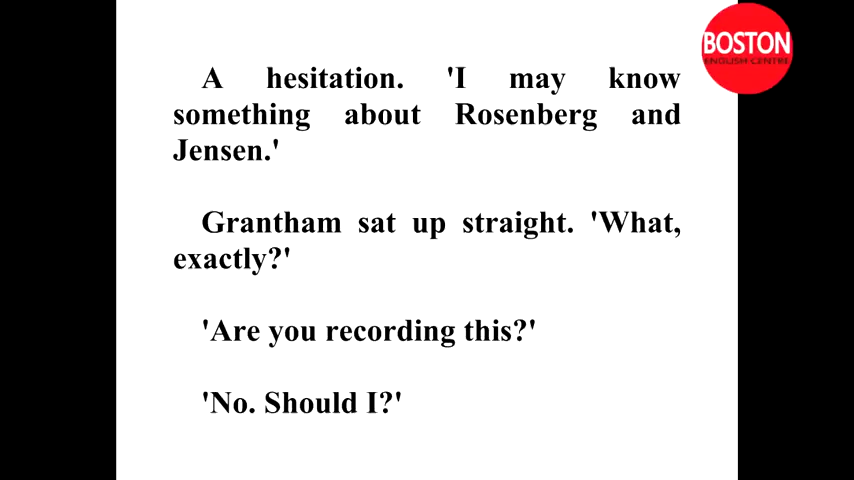 BOSTON
ENGLISH CENTRE
A hesitation. 'I may know
something about Rosenberg and
Jensen.'
Grantham sat up straight. 'What,
exactly?'
'Are you recording this?'
'No. Should I?'